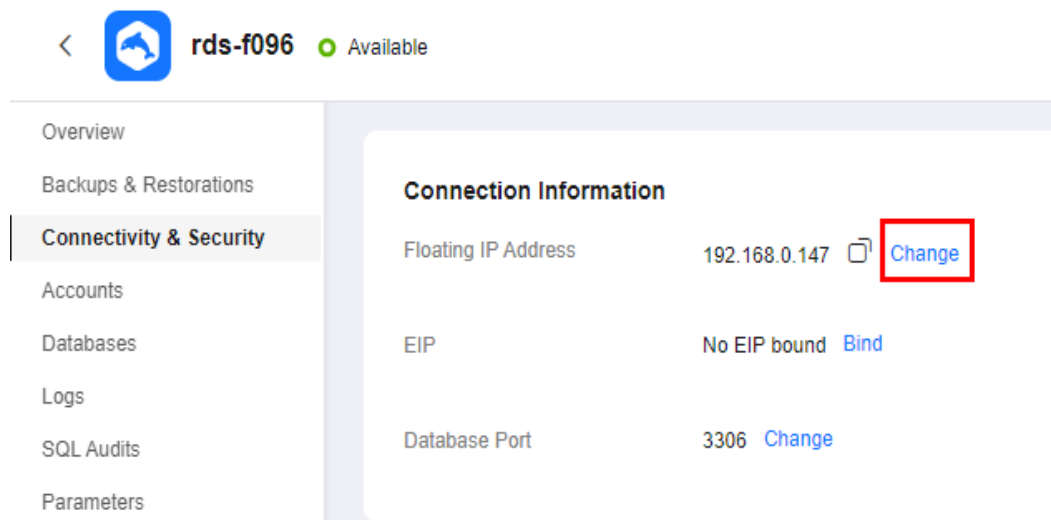 rds-f096 Available
Overview
Backups & Restorations
Connectivity & Security
Accounts
Databases
Logs
SQL Audits
Parameters
Connection Information
Floating IP Address 192.168.0.147 Change
EIP No EIP bound Bind
Database Port 3306 Change